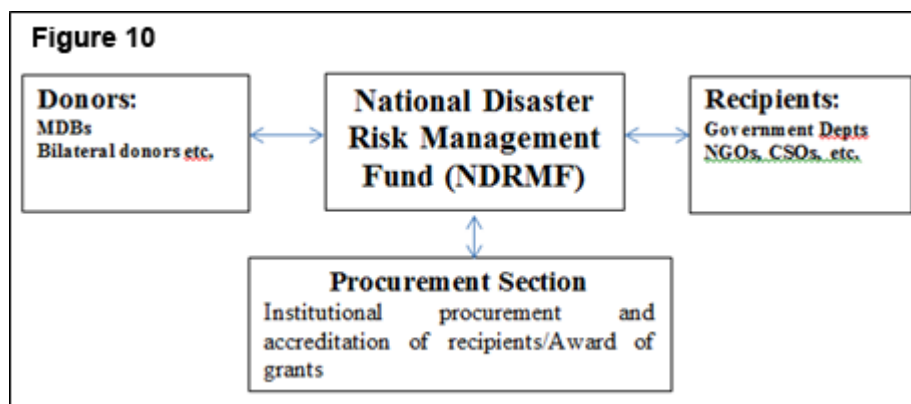 Figure 10
Donors:
MDBs
Bilateral donors etc,
National Disaster
Risk Management
Fund (NDRMF)
Recipients:
Government Depts
NGOs, CSOs, etc,
Procurement Section
Institutional procurement and
accreditation of recipients/Award of
grants